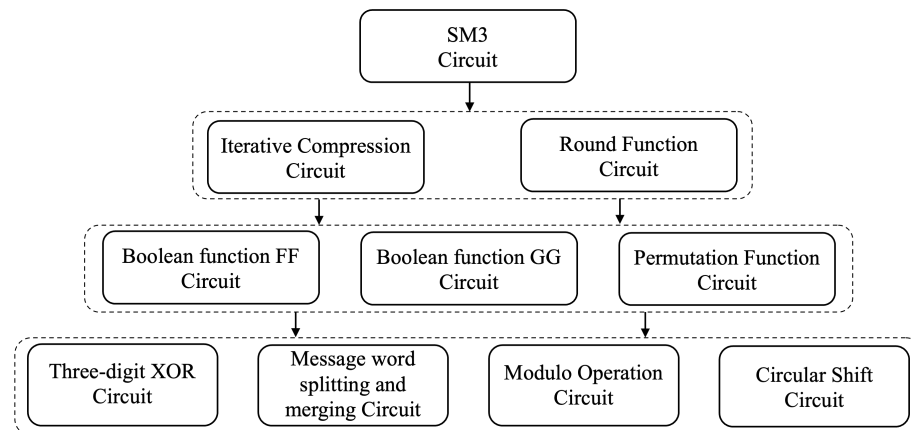 SM3
Circuit
Iterative Compression
Circuit
Round Function
Circuit
Boolean function FF
Circuit
Boolean function GG
Circuit
Permutation Function
Circuit
Three-digit XOR
Circuit
Message word
splitting and
merging Circuit
Modulo Operation
Circuit
Circular Shift
Circuit